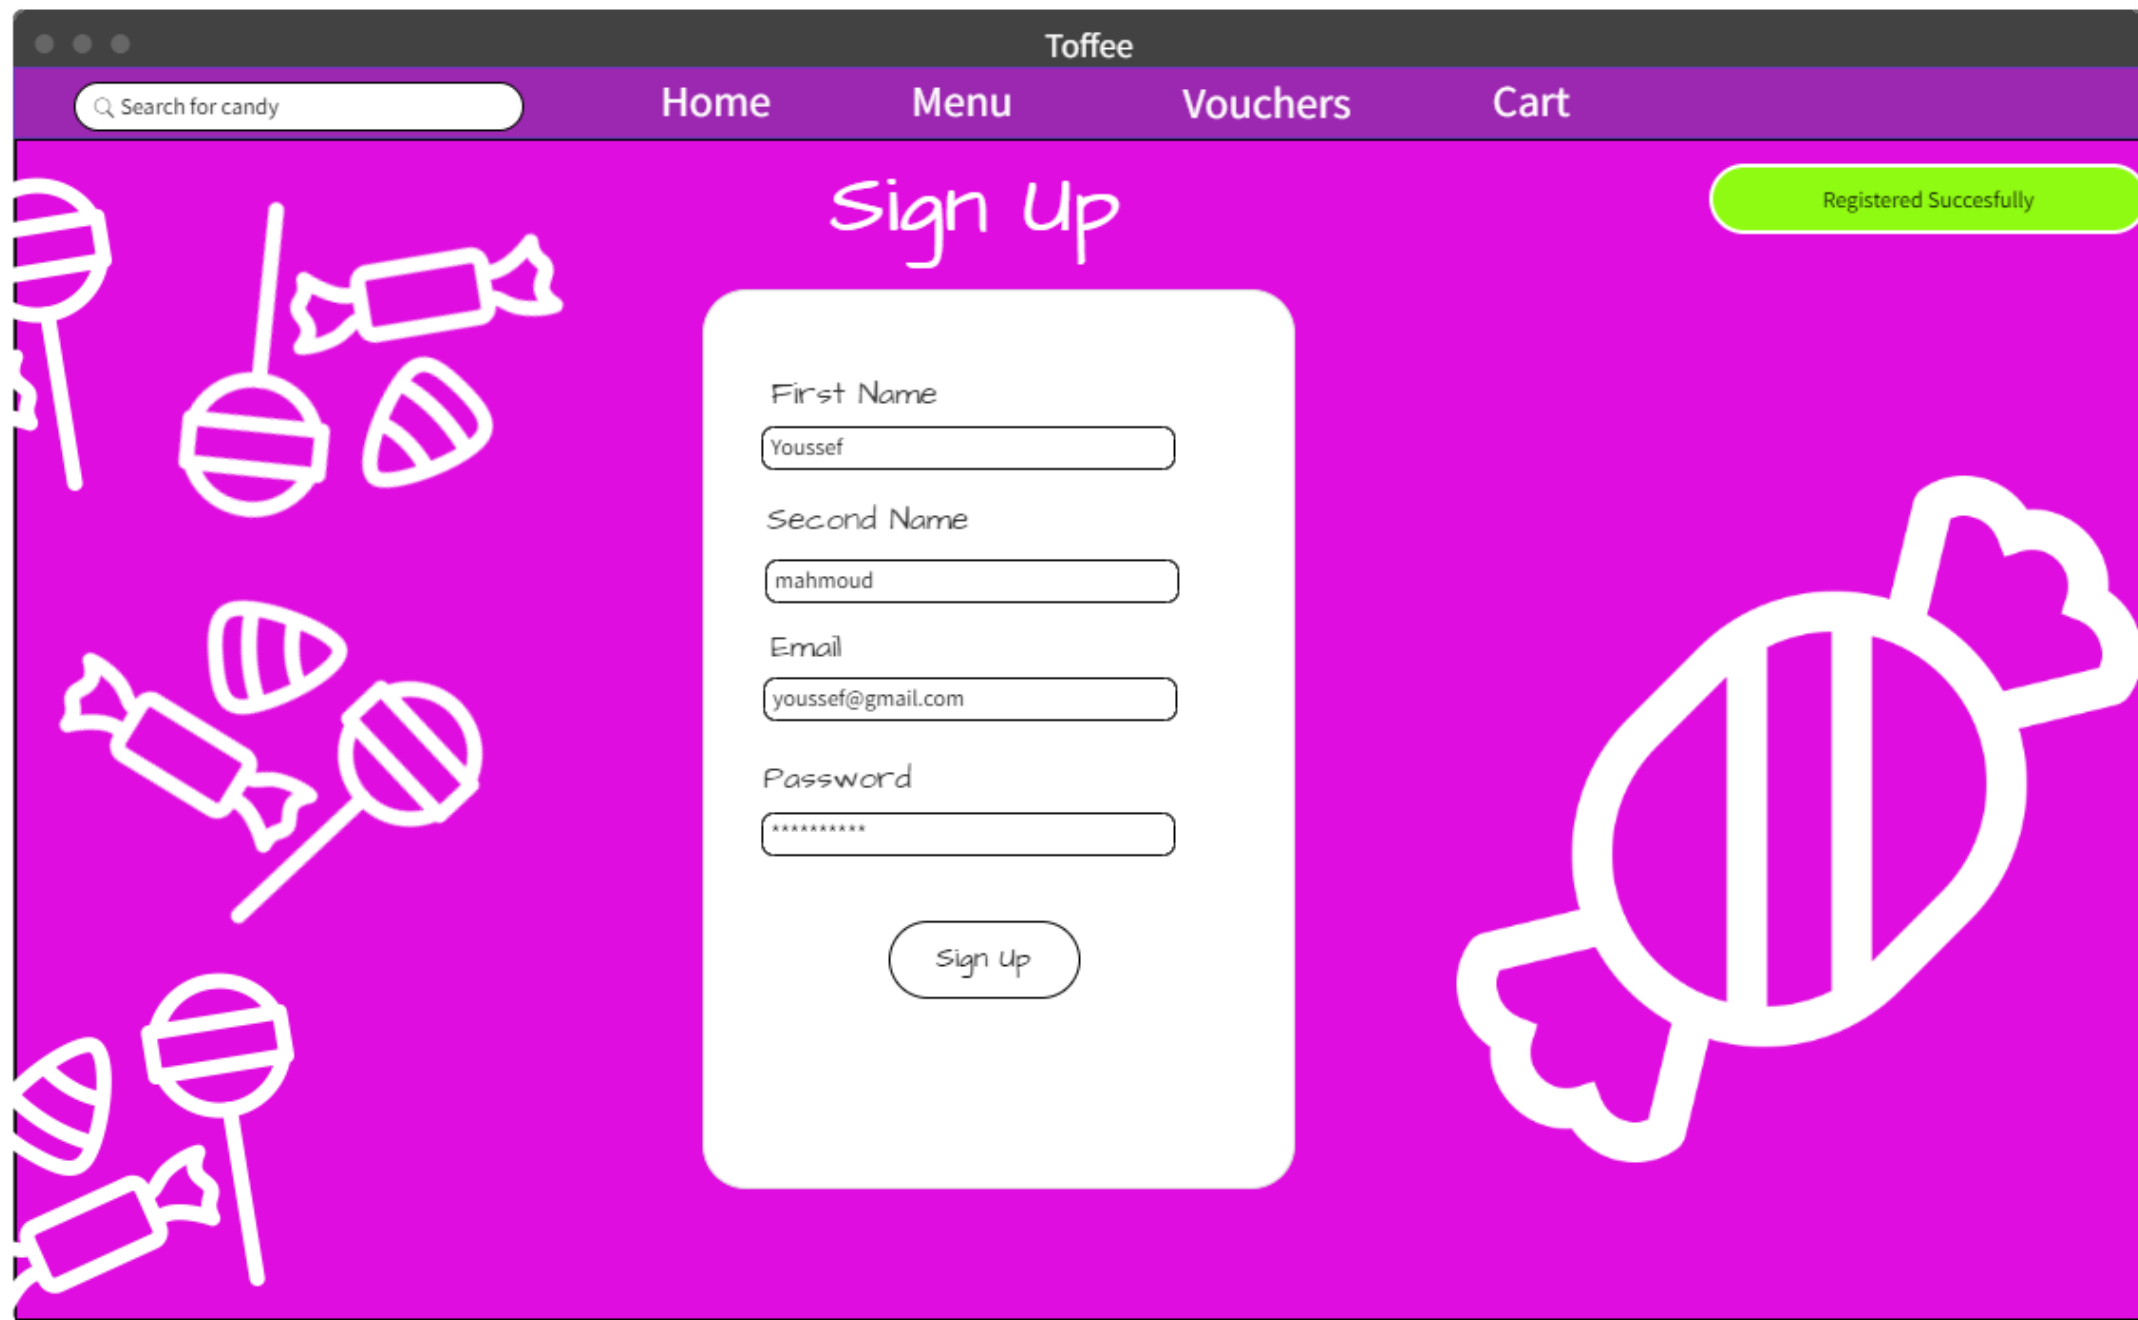 Toffee
Search for candy
Home
Menu
Vouchers
Cart
Sign Up
Registered Succesfully
First Name
Youssef
Second Name
mahmoud
Email
youssef@gmail.com
Password
**********
Sign Up